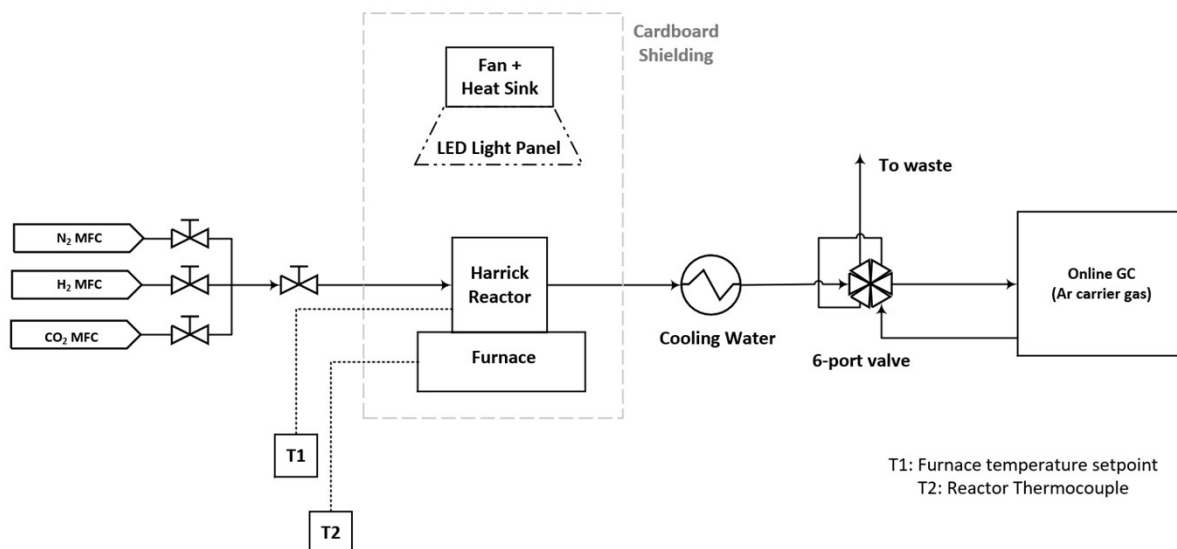 Cardboard
Shielding
Fan +
Heat Sink
LED Light Panel
To waste
N₂ MFC
H₂ MFC
CO₂ MFC
Harrick
Reactor
Furnace
Cooling Water
6-port valve
Online GC
(Ar carrier gas)
T1
T2
T1: Furnace temperature setpoint
T2: Reactor Thermocouple